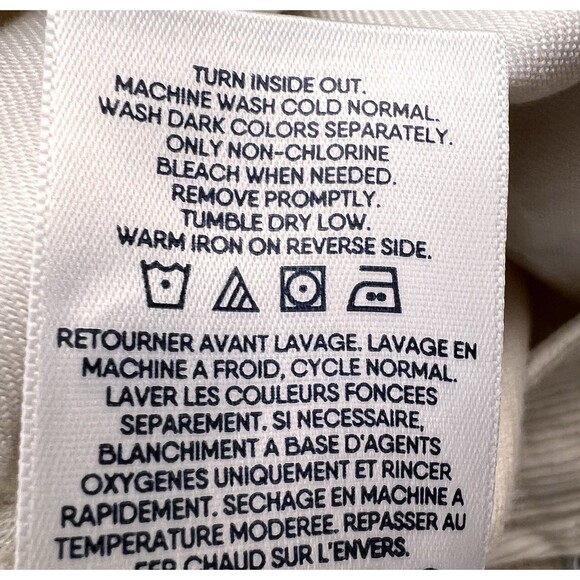 TURN INSIDE OUT.
MACHINE WASH COLD NORMAL.
WASH DARK COLORS SEPARATELY.
ONLY NON-CHLORINE
BLEACH WHEN NEEDED.
REMOVE PROMPTLY.
TUMBLE DRY LOW.
WARM IRON ON REVERSE SIDE.
RETOURNER AVANT LAVAGE. LAVAGE EN
MACHINE A FROID, CYCLE NORMAL.
LAVER LES COULEURS FONCEES
SEPAREMENT. SI NECESSAIRE,
BLANCHIMENT A BASE D'AGENTS
OXYGENES UNIQUEMENT ET RINCER
RAPIDEMENT. SECHAGE EN MACHINE A
TEMPERATURE MODEREE. REPASSER AU
FER CHAUD SUR L'ENVERS.